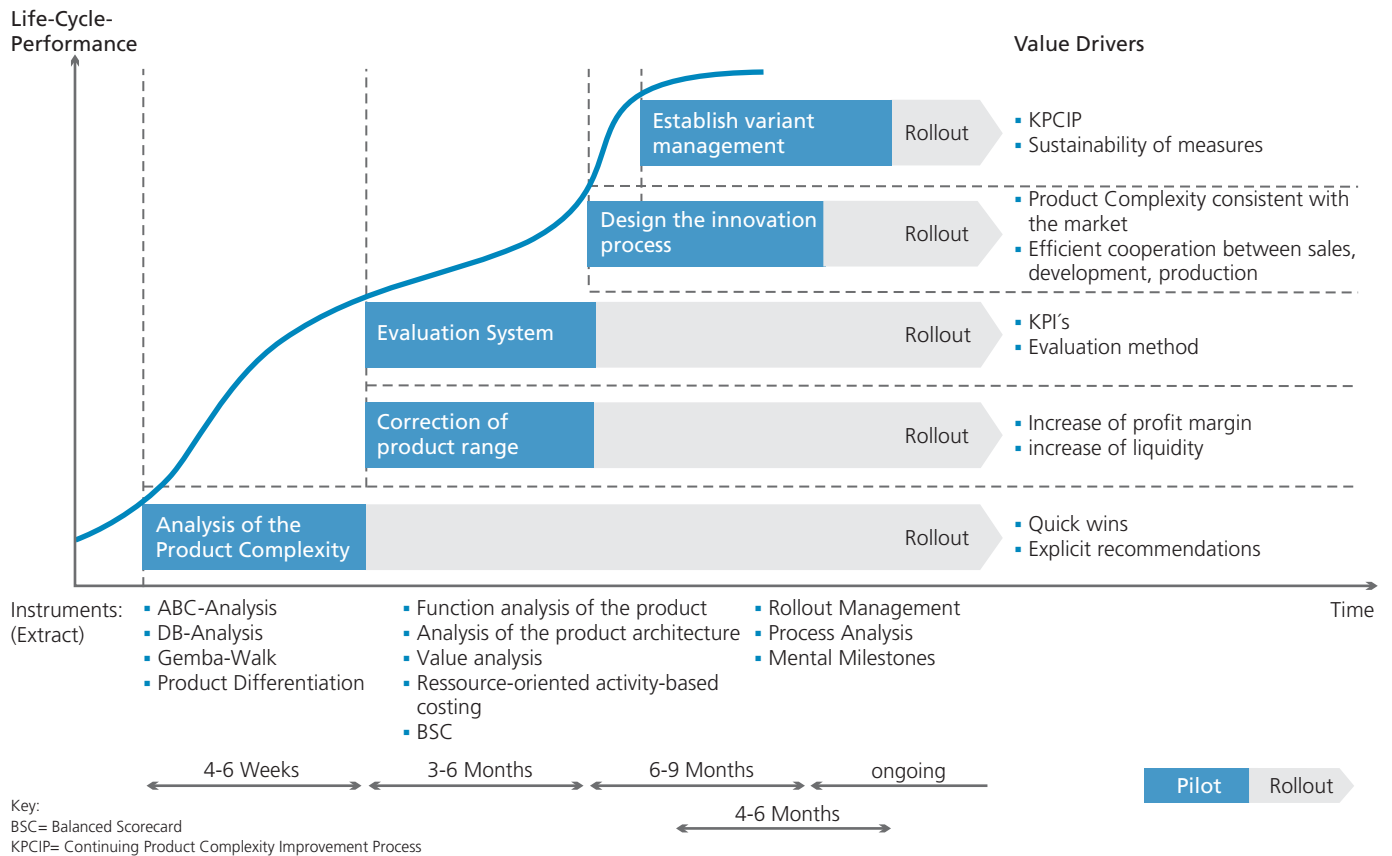 Life-Cycle-
Performance
Value Drivers
Establish variant
management
Rollout
▪ KPCIP
▪ Sustainability of measures
Design the innovation
process
Rollout
▪ Product Complexity consistent with
the market
▪ Efficient cooperation between sales,
development, production
Evaluation System
Rollout
▪ KPI´s
▪ Evaluation method
Correction of
product range
Rollout
▪ Increase of profit margin
▪ increase of liquidity
Analysis of the
Product Complexity
Rollout
▪ Quick wins
▪ Explicit recommendations
Time
Instruments:
(Extract)
▪ ABC-Analysis
▪ DB-Analysis
▪ Gemba-Walk
▪ Product Differentiation
▪ Function analysis of the product
▪ Analysis of the product architecture
▪ Value analysis
▪ Ressource-oriented activity-based
costing
▪ BSC
▪ Rollout Management
▪ Process Analysis
▪ Mental Milestones
4-6 Weeks
3-6 Months
6-9 Months
ongoing
4-6 Months
Pilot
Rollout
Key:
BSC= Balanced Scorecard
KPCIP= Continuing Product Complexity Improvement Process